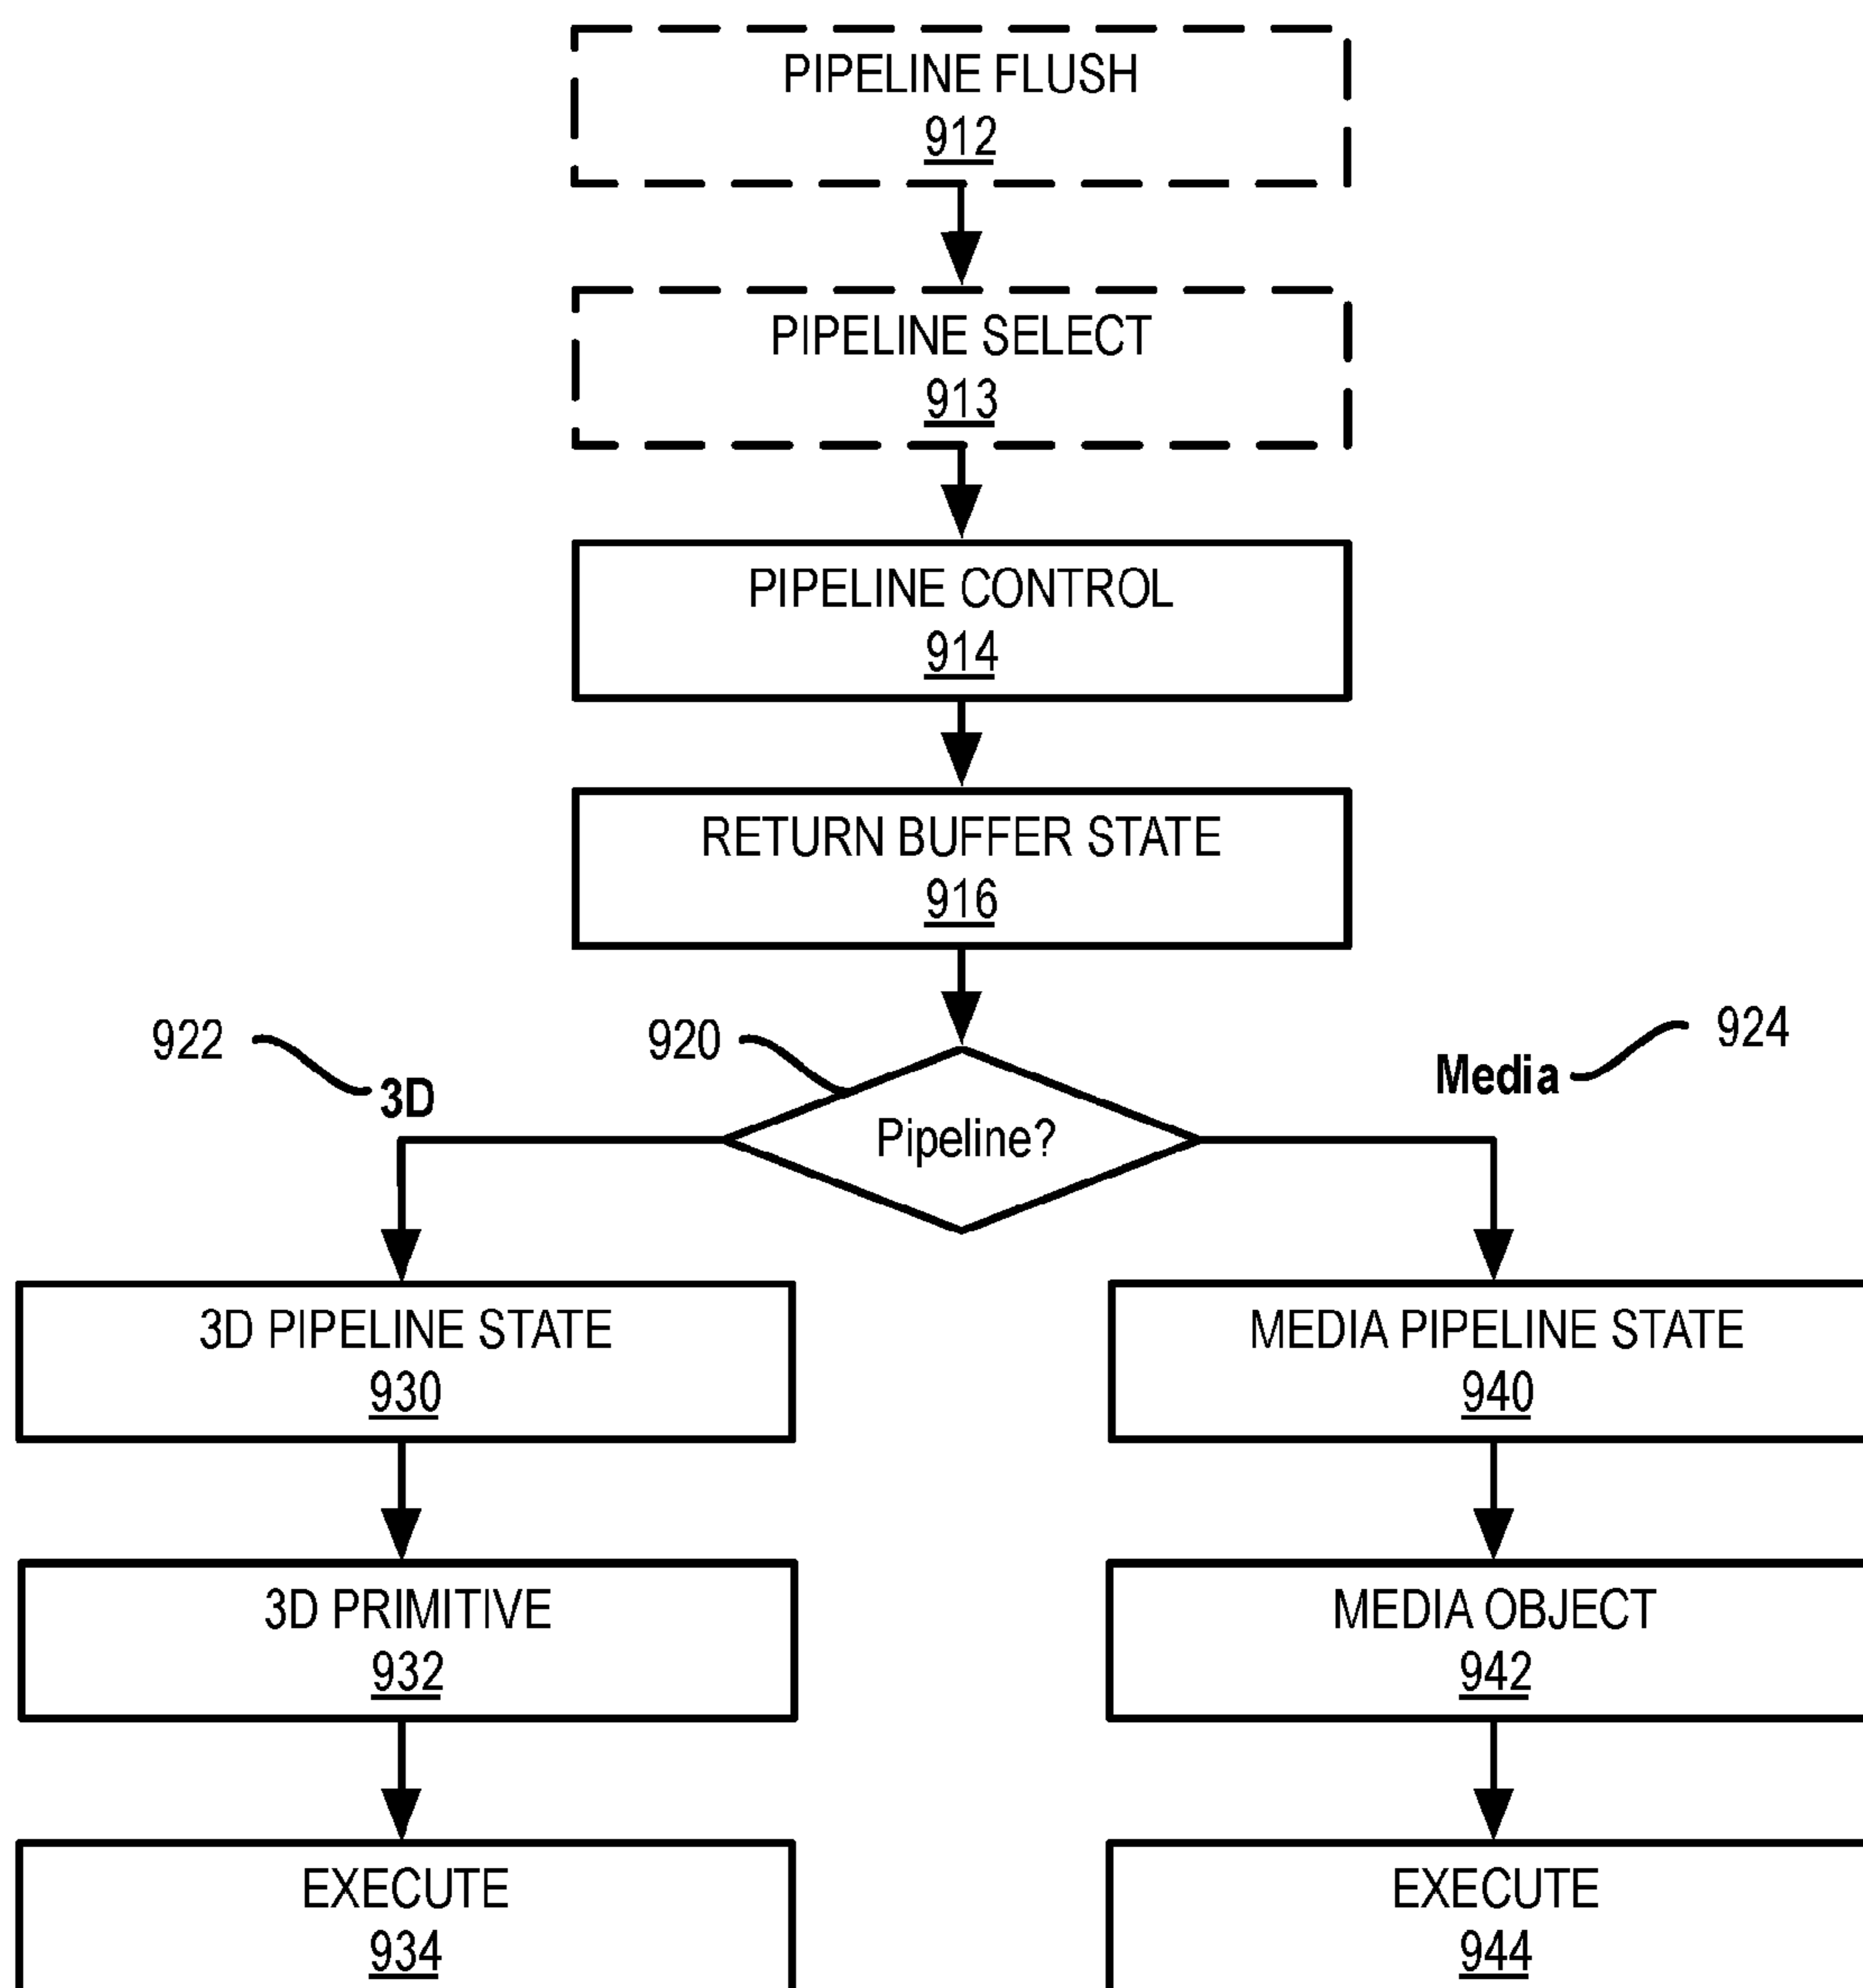 PIPELINE FLUSH
912
PIPELINE SELECT
913
PIPELINE CONTROL
914
RETURN BUFFER STATE
916
922
920
924
3D
Media
Pipeline?
3D PIPELINE STATE
930
MEDIA PIPELINE STATE
940
3D PRIMITIVE
932
MEDIA OBJECT
942
EXECUTE
934
EXECUTE
944